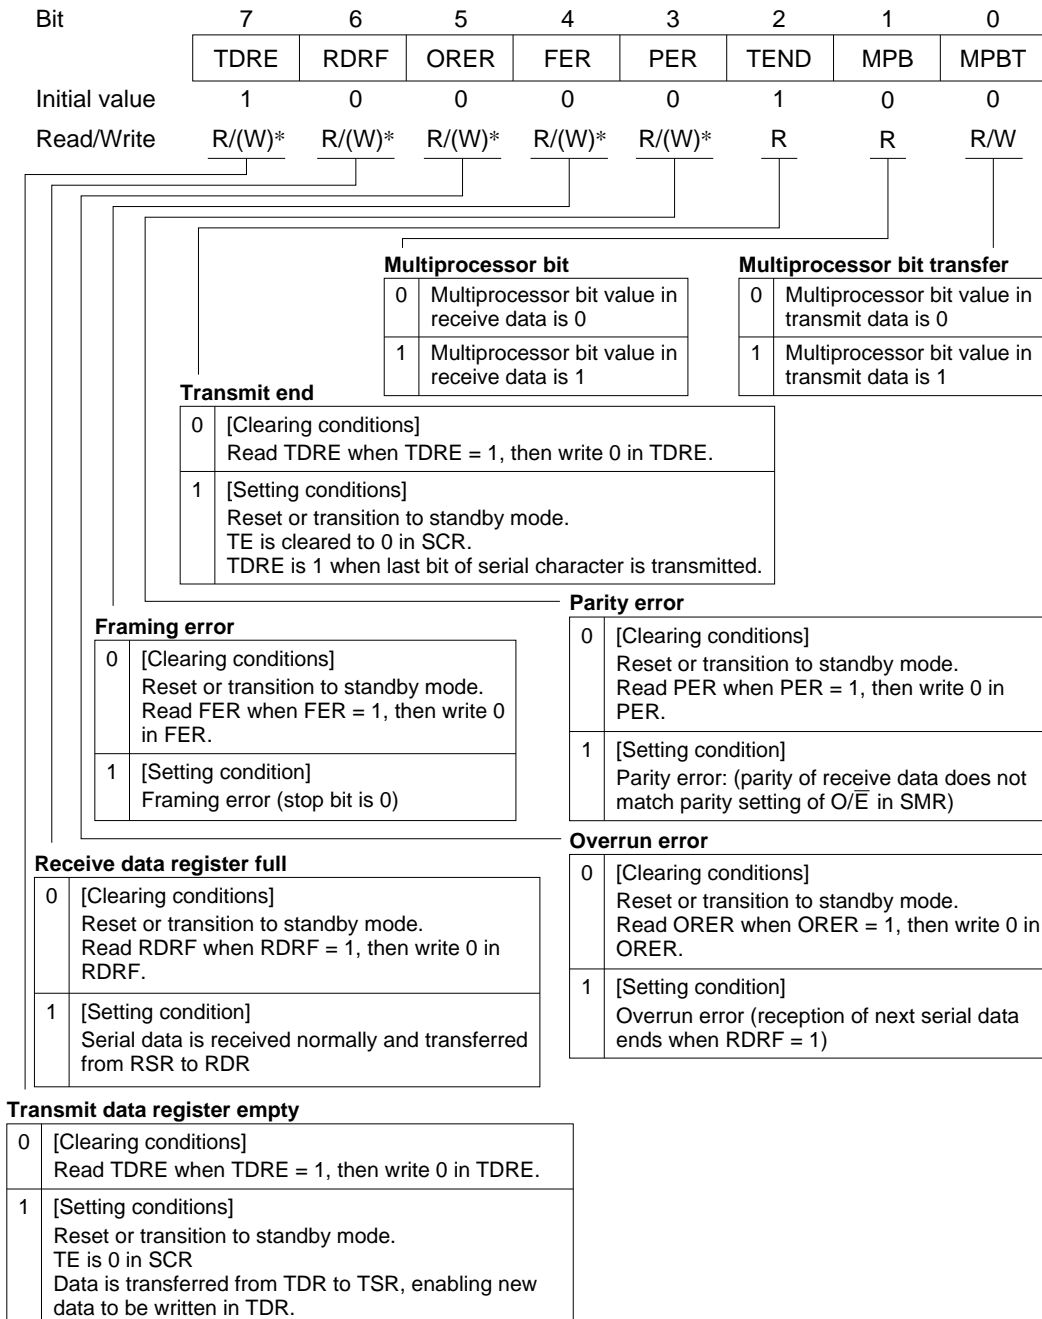 Bit 7 6 5 4 3 2 1 0
TDRE RDRF ORER FER PER TEND MPB MPBT
Initial value 1 0 0 0 0 1 0 0
Read/Write R/(W)* R/(W)* R/(W)* R/(W)* R/(W)* R R R/W
Multiprocessor bit
0 Multiprocessor bit value in
receive data is 0
1 Multiprocessor bit value in
receive data is 1
Multiprocessor bit transfer
0 Multiprocessor bit value in
transmit data is 0
1 Multiprocessor bit value in
transmit data is 1
Transmit end
0 [Clearing conditions]
Read TDRE when TDRE = 1, then write 0 in TDRE.
1 [Setting conditions]
Reset or transition to standby mode.
TE is cleared to 0 in SCR.
TDRE is 1 when last bit of serial character is transmitted.
Parity error
0 [Clearing conditions]
Reset or transition to standby mode.
Read PER when PER = 1, then write 0 in
PER.
1 [Setting condition]
Parity error: (parity of receive data does not
match parity setting of O/E̅ in SMR)
Framing error
0 [Clearing conditions]
Reset or transition to standby mode.
Read FER when FER = 1, then write 0
in FER.
1 [Setting condition]
Framing error (stop bit is 0)
Overrun error
0 [Clearing conditions]
Reset or transition to standby mode.
Read ORER when ORER = 1, then write 0 in
ORER.
1 [Setting condition]
Overrun error (reception of next serial data
ends when RDRF = 1)
Receive data register full
0 [Clearing conditions]
Reset or transition to standby mode.
Read RDRF when RDRF = 1, then write 0 in
RDRF.
1 [Setting condition]
Serial data is received normally and transferred
from RSR to RDR
Transmit data register empty
0 [Clearing conditions]
Read TDRE when TDRE = 1, then write 0 in TDRE.
1 [Setting conditions]
Reset or transition to standby mode.
TE is 0 in SCR
Data is transferred from TDR to TSR, enabling new
data to be written in TDR.